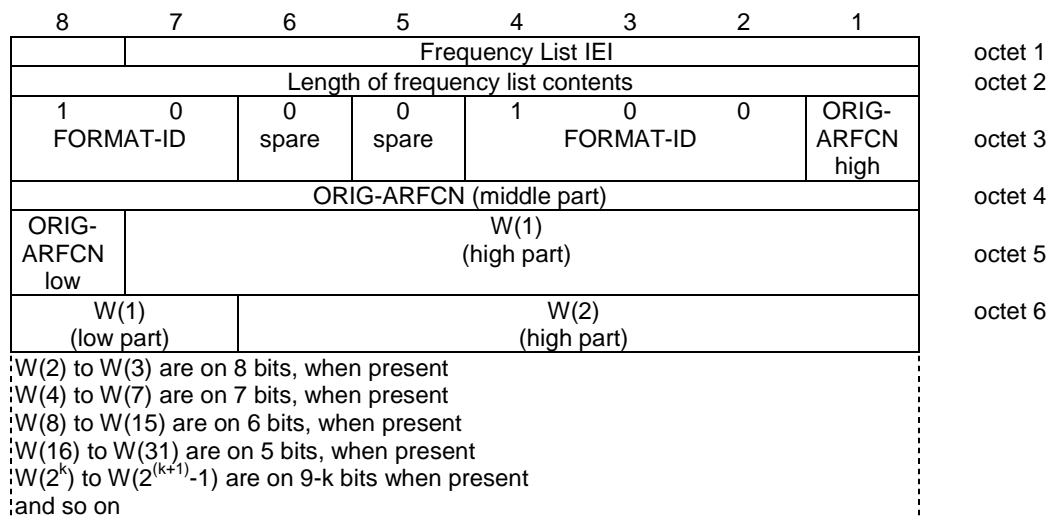 8 7 6 5 4 3 2 1
Frequency List IEI octet 1
Length of frequency list contents octet 2
1 0 0 0 1 0 0 ORIG-
FORMAT-ID spare spare FORMAT-ID ARFCN octet 3
high
ORIG-ARFCN (middle part) octet 4
ORIG- W(1)
ARFCN (high part) octet 5
low
W(1) W(2) octet 6
(low part) (high part)
W(2) to W(3) are on 8 bits, when present
W(4) to W(7) are on 7 bits, when present
W(8) to W(15) are on 6 bits, when present
W(16) to W(31) are on 5 bits, when present
W(2^k) to W(2^(k+1)-1) are on 9-k bits when present
and so on